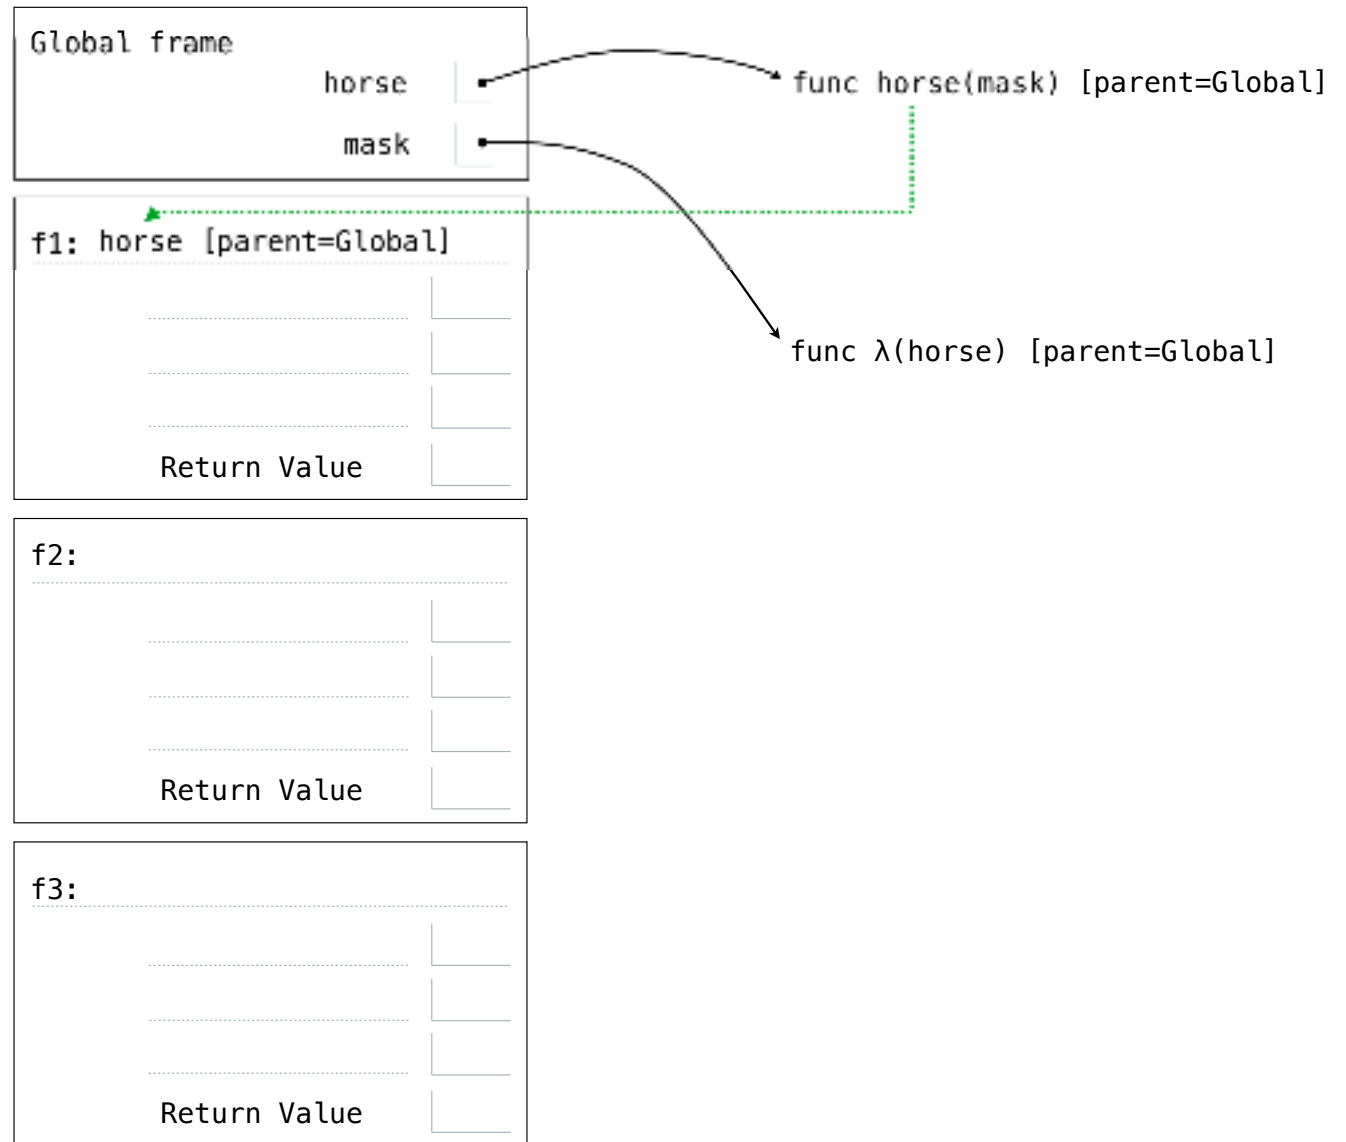 Global frame
horse
func horse(mask) [parent=Global]
mask
f1: horse [parent=Global]
func λ(horse) [parent=Global]
Return Value
f2:
Return Value
f3:
Return Value